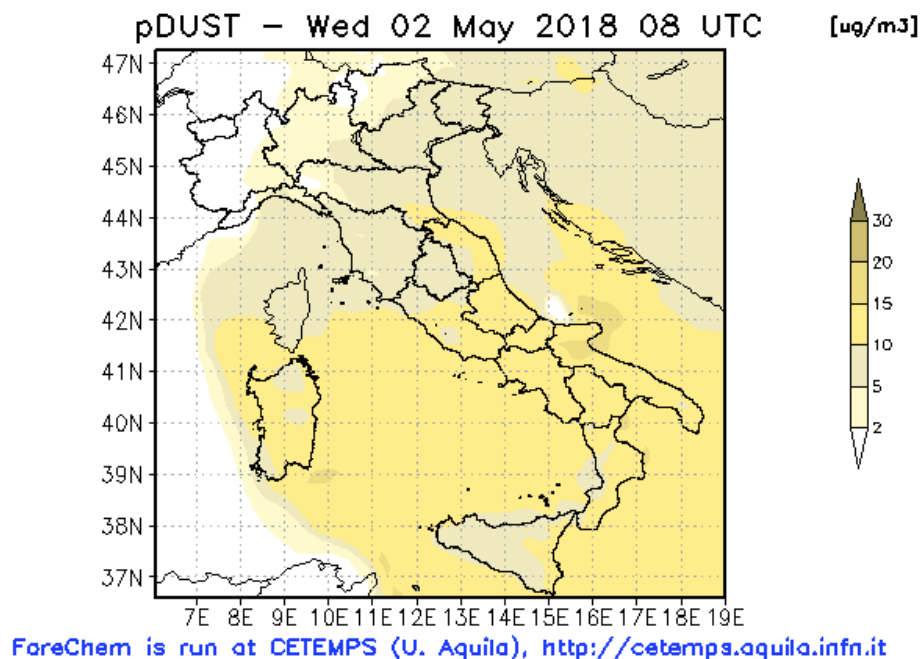 pDUST – Wed 02 May 2018 08 UTC [ug/m3]
47N
46N
45N
44N
43N
42N
41N
40N
39N
38N
37N
7E 8E 9E 10E 11E 12E 13E 14E 15E 16E 17E 18E 19E
30
20
15
10
5
2
ForeChem is run at CETEMPS (U. Aquila), http://cetemps.aquila.infn.it